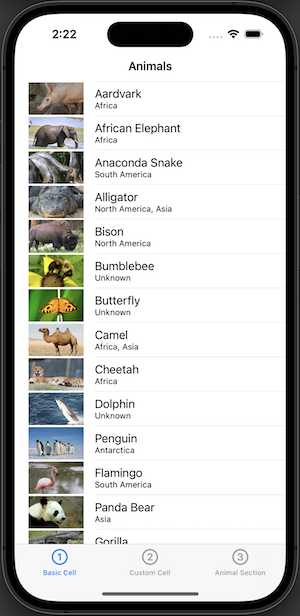 2:22
Animals
Aardvark
Africa
African Elephant
Africa
Anaconda Snake
South America
Alligator
North America, Asia
Bison
North America
Bumblebee
Unknown
Butterfly
Unknown
Camel
Africa, Asia
Cheetah
Africa
Dolphin
Unknown
Penguin
Antarctica
Flamingo
South America
Panda Bear
Asia
Gorilla
1 2 3
Basic Cell Custom Cell Animal Section